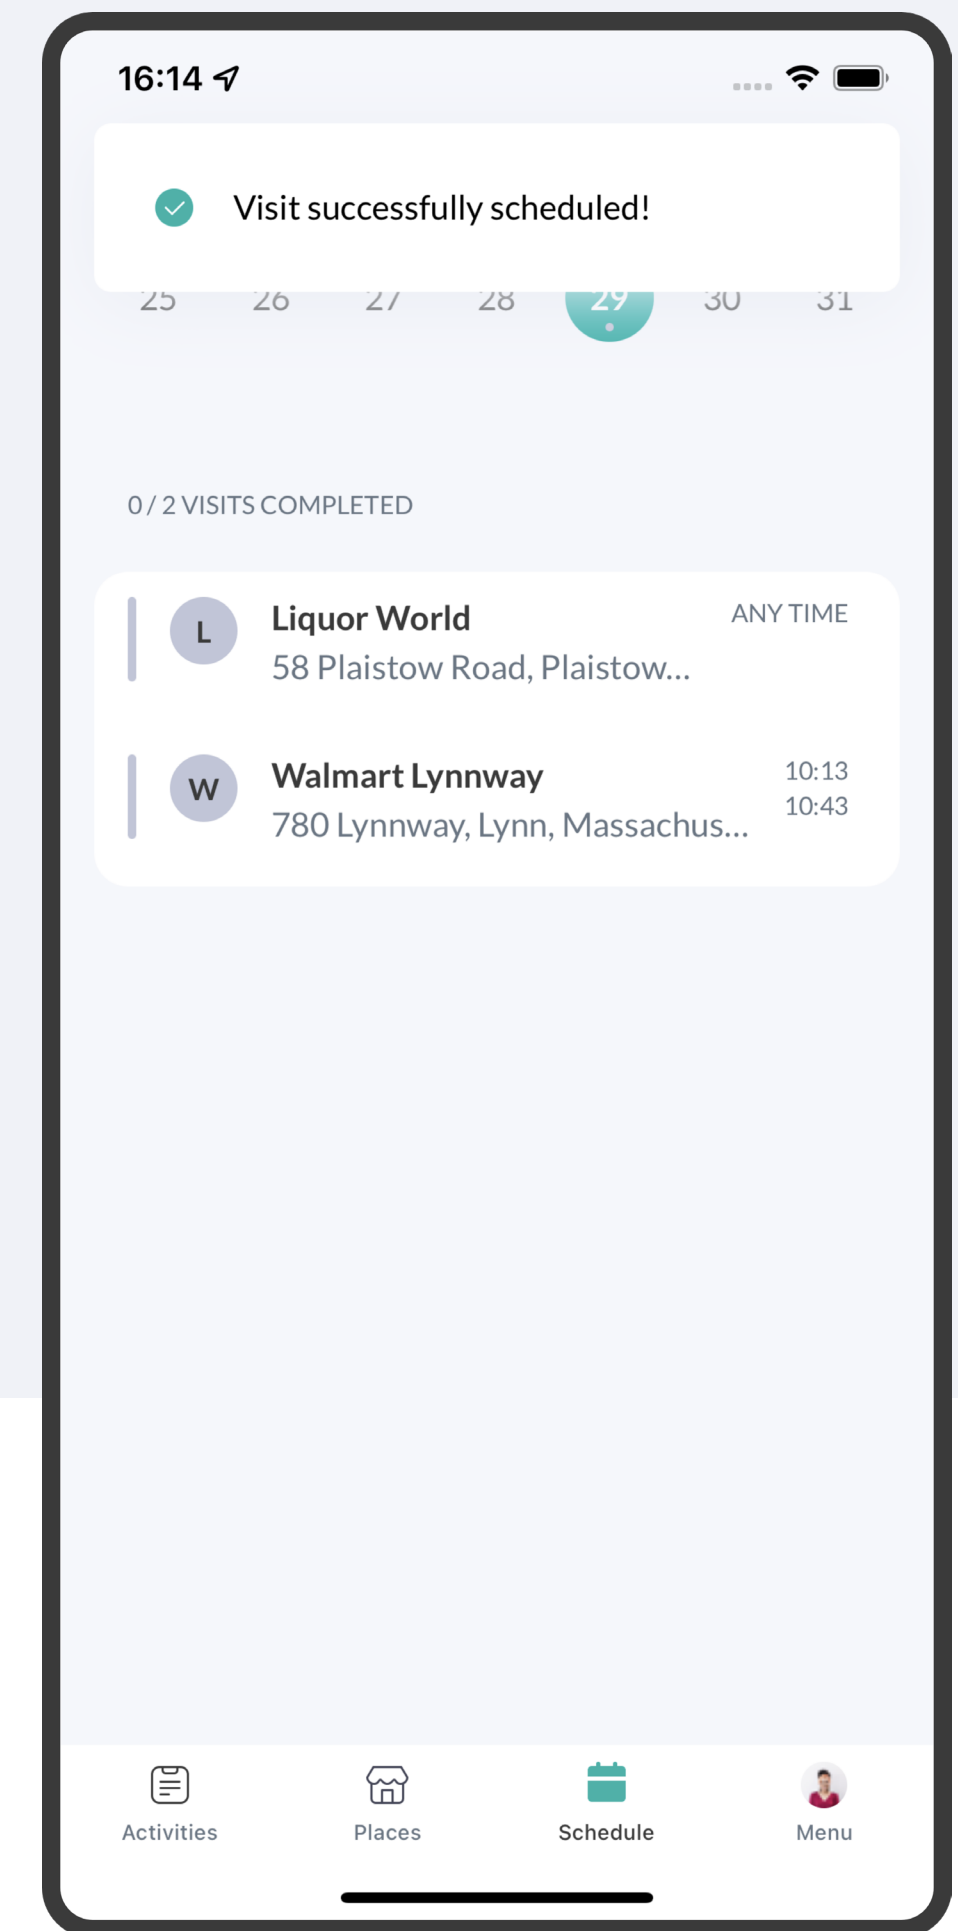 16:14
Visit successfully scheduled!
25 26 27 28 29 30 31
0 / 2 VISITS COMPLETED
L
Liquor World
ANY TIME
58 Plaistow Road, Plaistow...
W
Walmart Lynnway
10:13
780 Lynnway, Lynn, Massachus...
10:43
Activities Places Schedule Menu